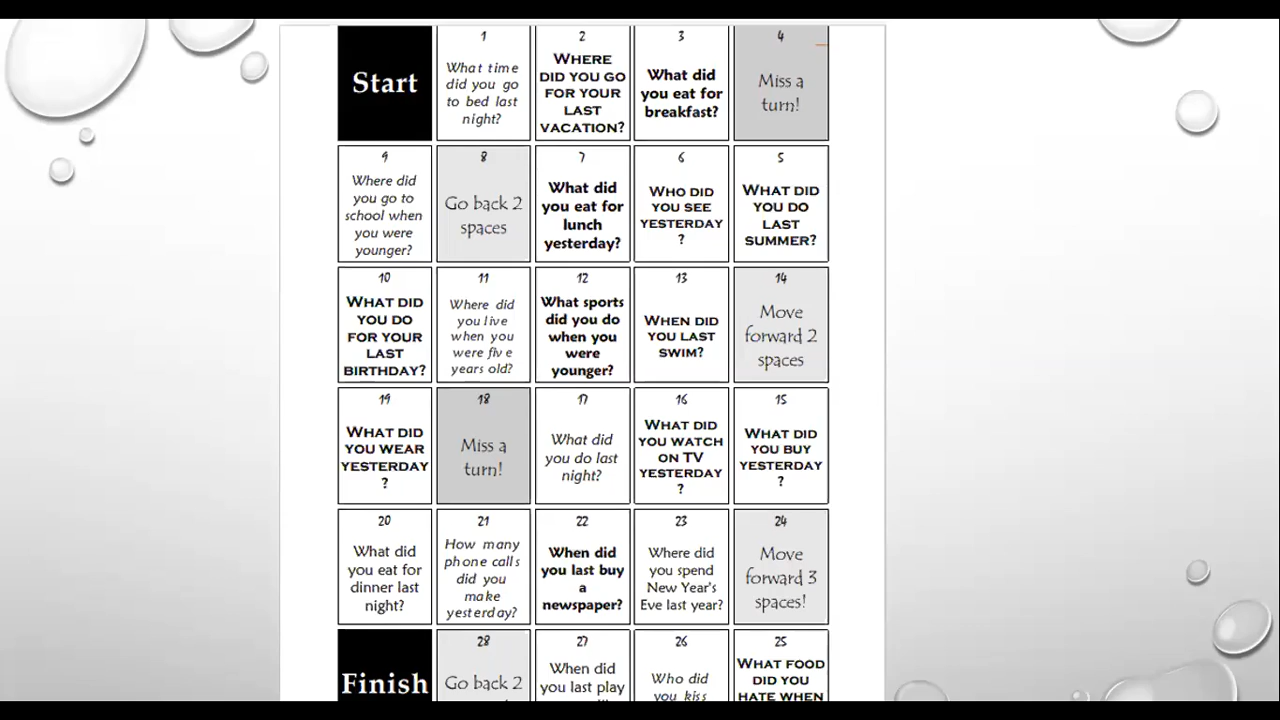 Start
1
What time
did you go
to bed last
night?
2
WHERE
DID YOU GO
FOR YOUR
LAST
VACATION?
3
What did
you eat for
breakfast?
4
Miss a
turn!
9
Where did
you go to
school when
you were
younger?
8
Go back 2
spaces
7
What did
you eat for
lunch
yesterday?
6
WHO DID
YOU SEE
YESTERDAY
?
5
WHAT DID
YOU DO
LAST
SUMMER?
10
WHAT DID
YOU DO
FOR YOUR
LAST
BIRTHDAY?
11
Where did
you live
when you
were five
years old?
12
What sports
did you do
when you
were
younger?
13
WHEN DID
YOU LAST
SWIM?
14
Move
forward 2
spaces
19
WHAT DID
YOU WEAR
YESTERDAY
?
18
Miss a
turn!
17
What did
you do last
night?
16
WHAT DID
YOU WATCH
ON TV
YESTERDAY
?
15
WHAT DID
YOU BUY
YESTERDAY
?
20
What did
you eat for
dinner last
night?
21
How many
phone calls
did you
make
yesterday?
22
When did
you last buy
a
newspaper?
23
Where did
you spend
New Year's
Eve last year?
24
Move
forward 3
spaces!
Finish
28
Go back 2
27
When did
you last play
26
Who did
you kiss
25
WHAT FOOD
DID YOU
HATE WHEN